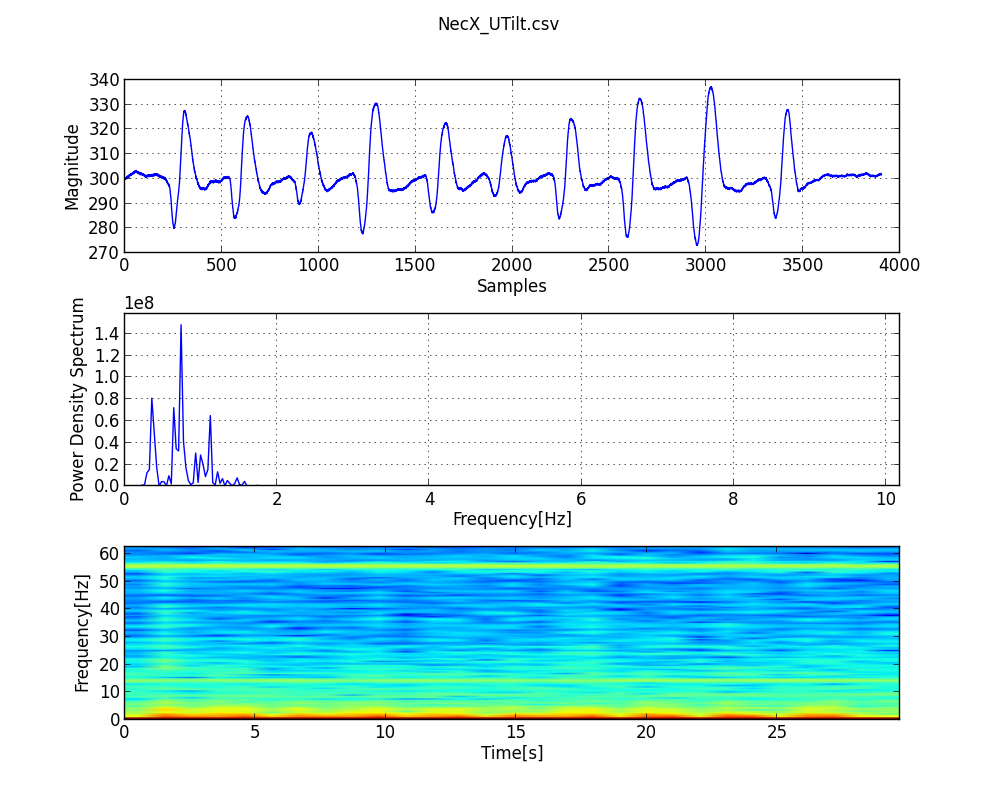 NecX_UTilt.csv
340
330
320
310
300
290
280
270
Magnitude
0 500 1000 1500 2000 2500 3000 3500 4000
Samples
1e8
1.4
1.2
1.0
0.8
0.6
0.4
0.2
0.0
Power Density Spectrum
0 2 4 6 8 10
Frequency[Hz]
60
50
40
30
20
10
0
Frequency[Hz]
0 5 10 15 20 25
Time[s]